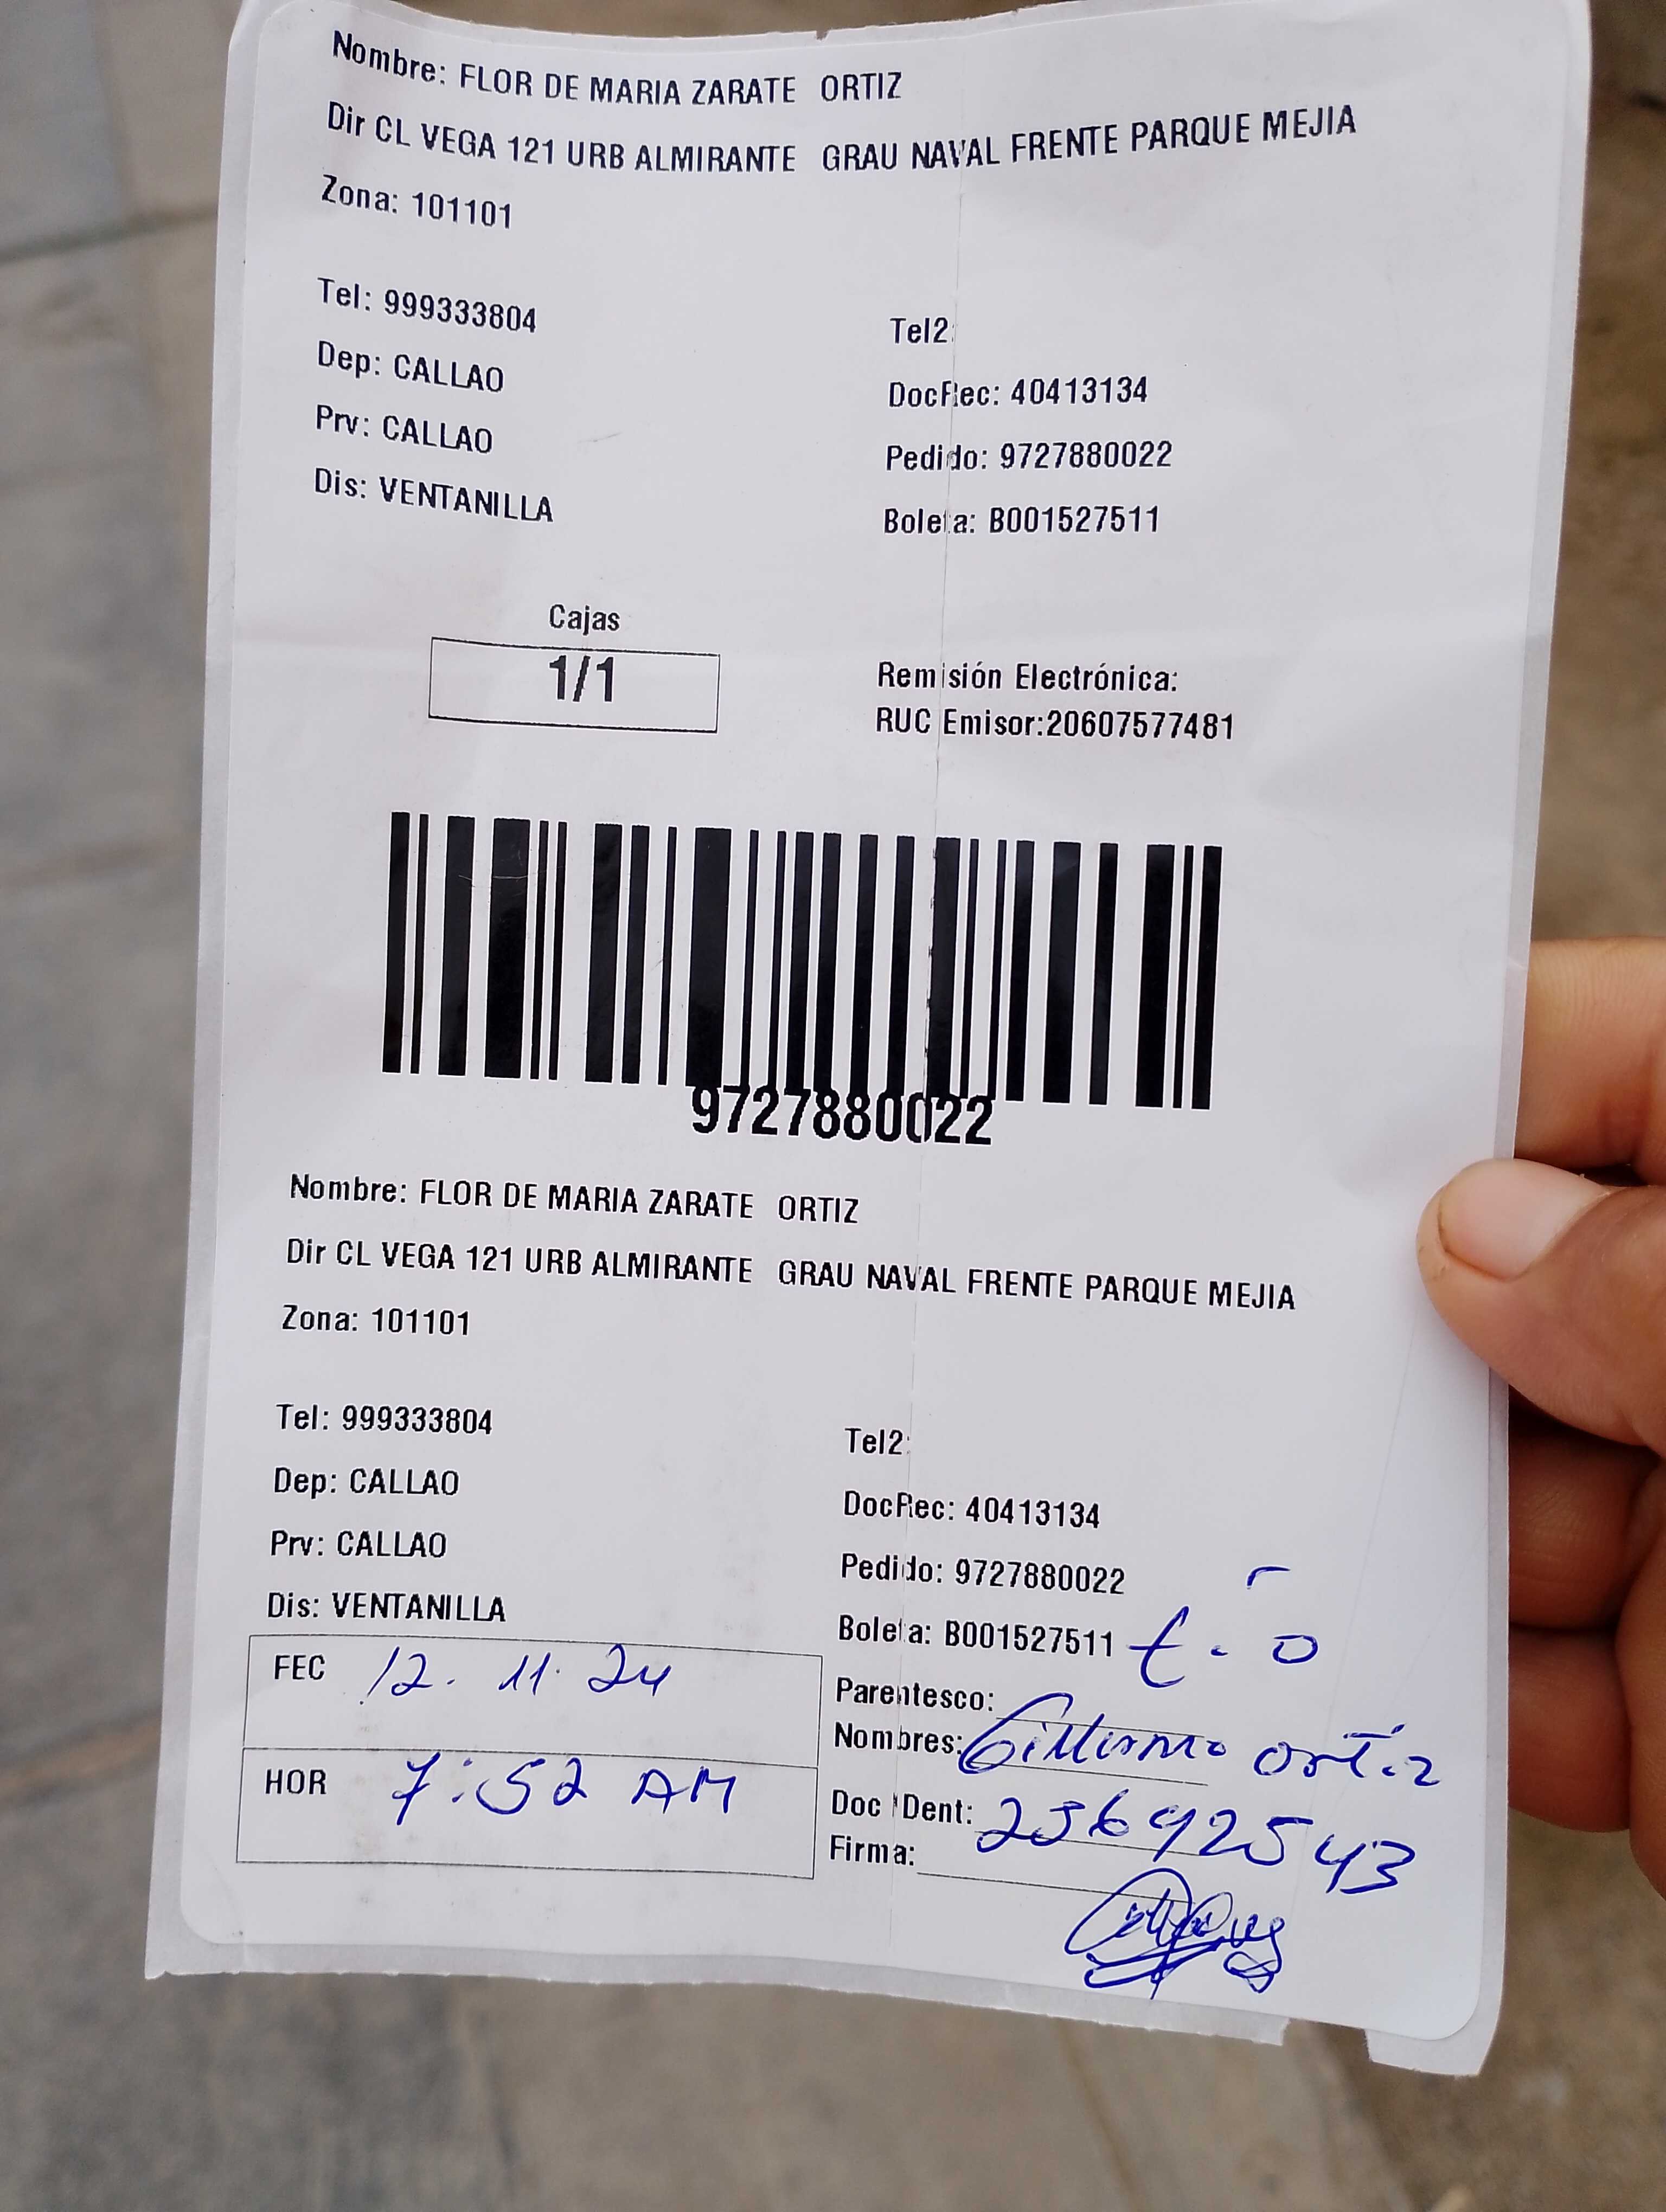 Nombre: FLOR DE MARIA ZARATE ORTIZ
Dir CL VEGA 121 URB ALMIRANTE GRAU NAVAL FRENTE PARQUE MEJIA
Zona: 101101
Tel: 999333804
Tel2:
Dep: CALLAO
DocRec: 40413134
Prv: CALLAO
Pedido: 9727880022
Dis: VENTANILLA
Boleta: B001527511
Cajas
1/1
Remisión Electrónica:
RUC Emisor:20607577481
9727880022
Nombre: FLOR DE MARIA ZARATE ORTIZ
Dir CL VEGA 121 URB ALMIRANTE GRAU NAVAL FRENTE PARQUE MEJIA
Zona: 101101
Tel: 999333804
Tel2:
Dep: CALLAO
DocRec: 40413134
Prv: CALLAO
Pedido: 9727880022
Dis: VENTANILLA
Boleta: B001527511
FEC 12. 11. 24
Parentesco:
Nombres: Ortiz
HOR 7:52 AM
Doc Dent:
Firma: